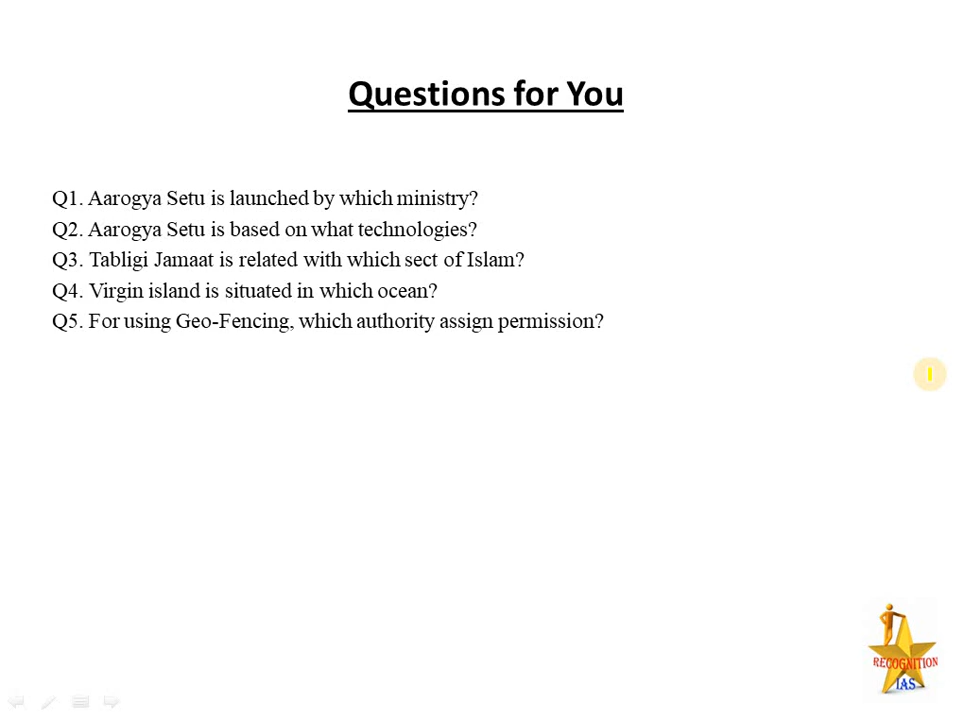 Questions for You
Q1. Aarogya Setu is launched by which ministry?
Q2. Aarogya Setu is based on what technologies?
Q3. Tabligi Jamaat is related with which sect of Islam?
Q4. Virgin island is situated in which ocean?
Q5. For using Geo-Fencing, which authority assign permission?
RECOGNITION
IAS